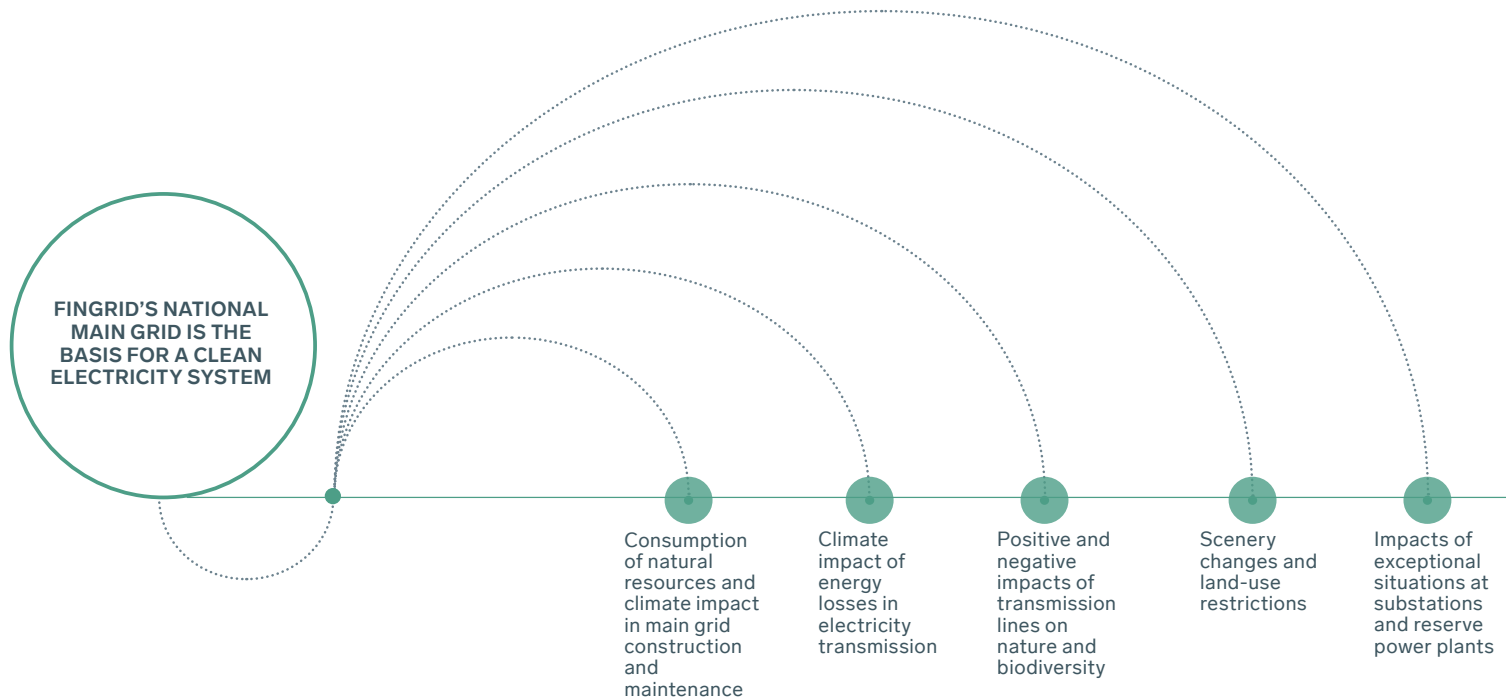 FINGRID’S NATIONAL
MAIN GRID IS THE
BASIS FOR A CLEAN
ELECTRICITY SYSTEM
Consumption
of natural
resources and
climate impact
in main grid
construction
and
maintenance
Climate
impact of
energy
losses in
electricity
transmission
Positive and
negative
impacts of
transmission
lines on
nature and
biodiversity
Scenery
changes and
land-use
restrictions
Impacts of
exceptional
situations at
substations
and reserve
power plants